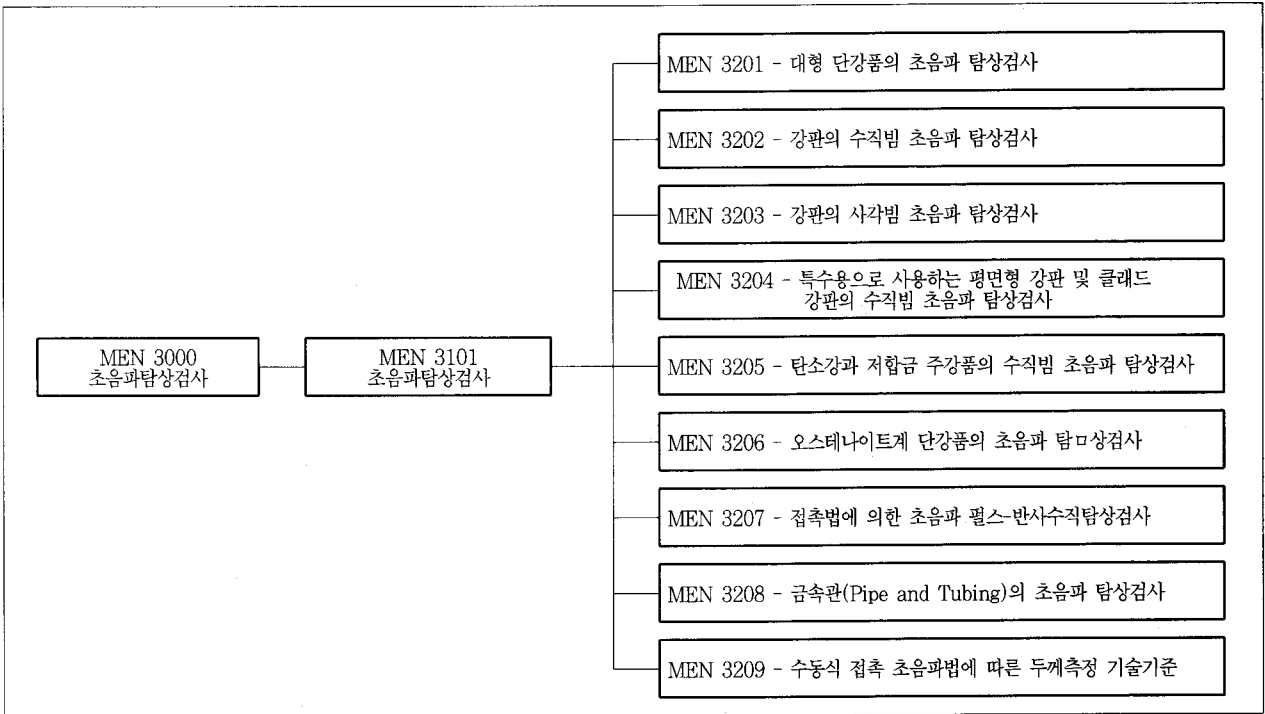 MEN 3201 - 대형 단강품의 초음파 탐상검사
MEN 3202 - 강판의 수직빔 초음파 탐상검사
MEN 3203 - 강판의 사각빔 초음파 탐상검사
MEN 3204 - 특수용으로 사용하는 평면형 강판 및 클래드
강판의 수직빔 초음파 탐상검사
MEN 3000
초음파탐상검사
MEN 3101
초음파탐상검사
MEN 3205 - 탄소강과 저합금 주강품의 수직빔 초음파 탐상검사
MEN 3206 - 오스테나이트계 단강품의 초음파 탐ㅁ상검사
MEN 3207 - 접촉법에 의한 초음파 펄스-반사수직탐상검사
MEN 3208 - 금속관(Pipe and Tubing)의 초음파 탐상검사
MEN 3209 - 수동식 접촉 초음파법에 따른 두께측정 기술기준